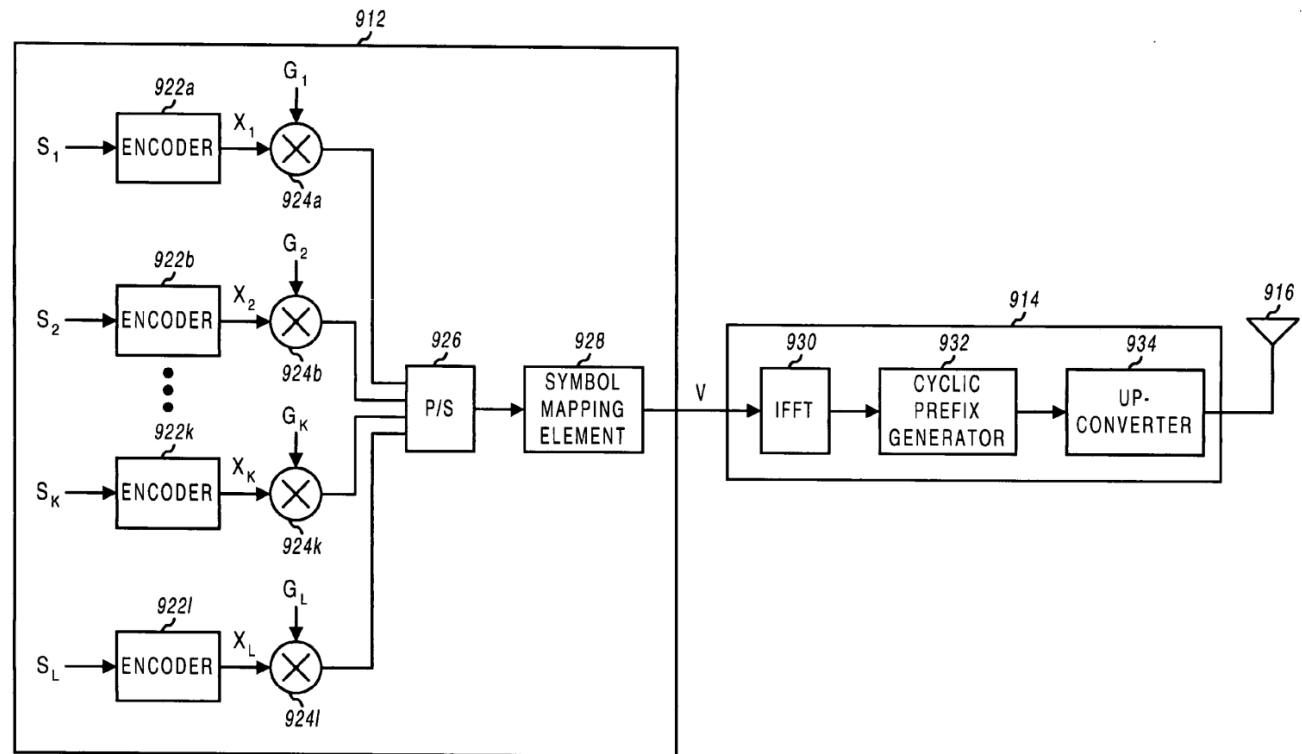 912
G1
922a
S1 ENCODER X1
924a
G2
922b
S2 ENCODER X2
924b
926
P/S
928
SYMBOL
MAPPING
ELEMENT
V
914
930
IFFT
932
CYCLIC
PREFIX
GENERATOR
934
UP-
CONVERTER
916
GK
922k
SK ENCODER XK
924k
GL
922l
SL ENCODER XL
924l